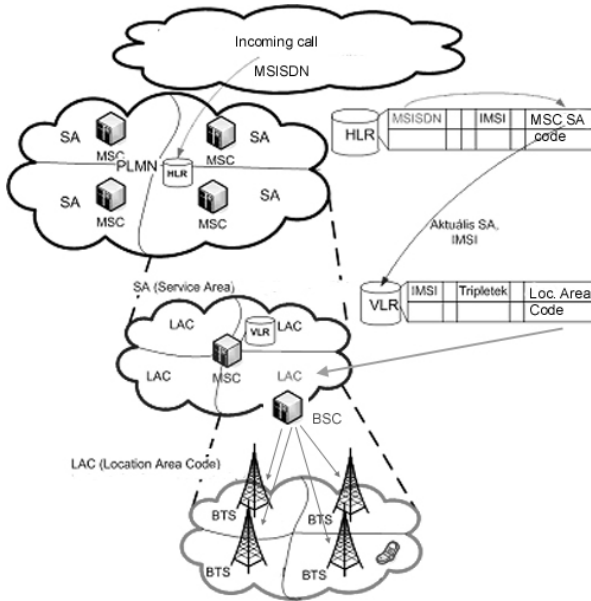 Incoming call
MSISDN
SA
MSC
SA
MSC
PLMN
HLR
SA
MSC
SA
MSC
HLR
MSISDN
IMSI
MSC SA
code
Aktuális SA,
IMSI
VLR
IMSI
Tripletek
Loc. Area
Code
SA (Service Area)
LAC
VLR
LAC
LAC
MSC
LAC
BSC
LAC (Location Area Code)
BTS
BTS
BTS
BTS